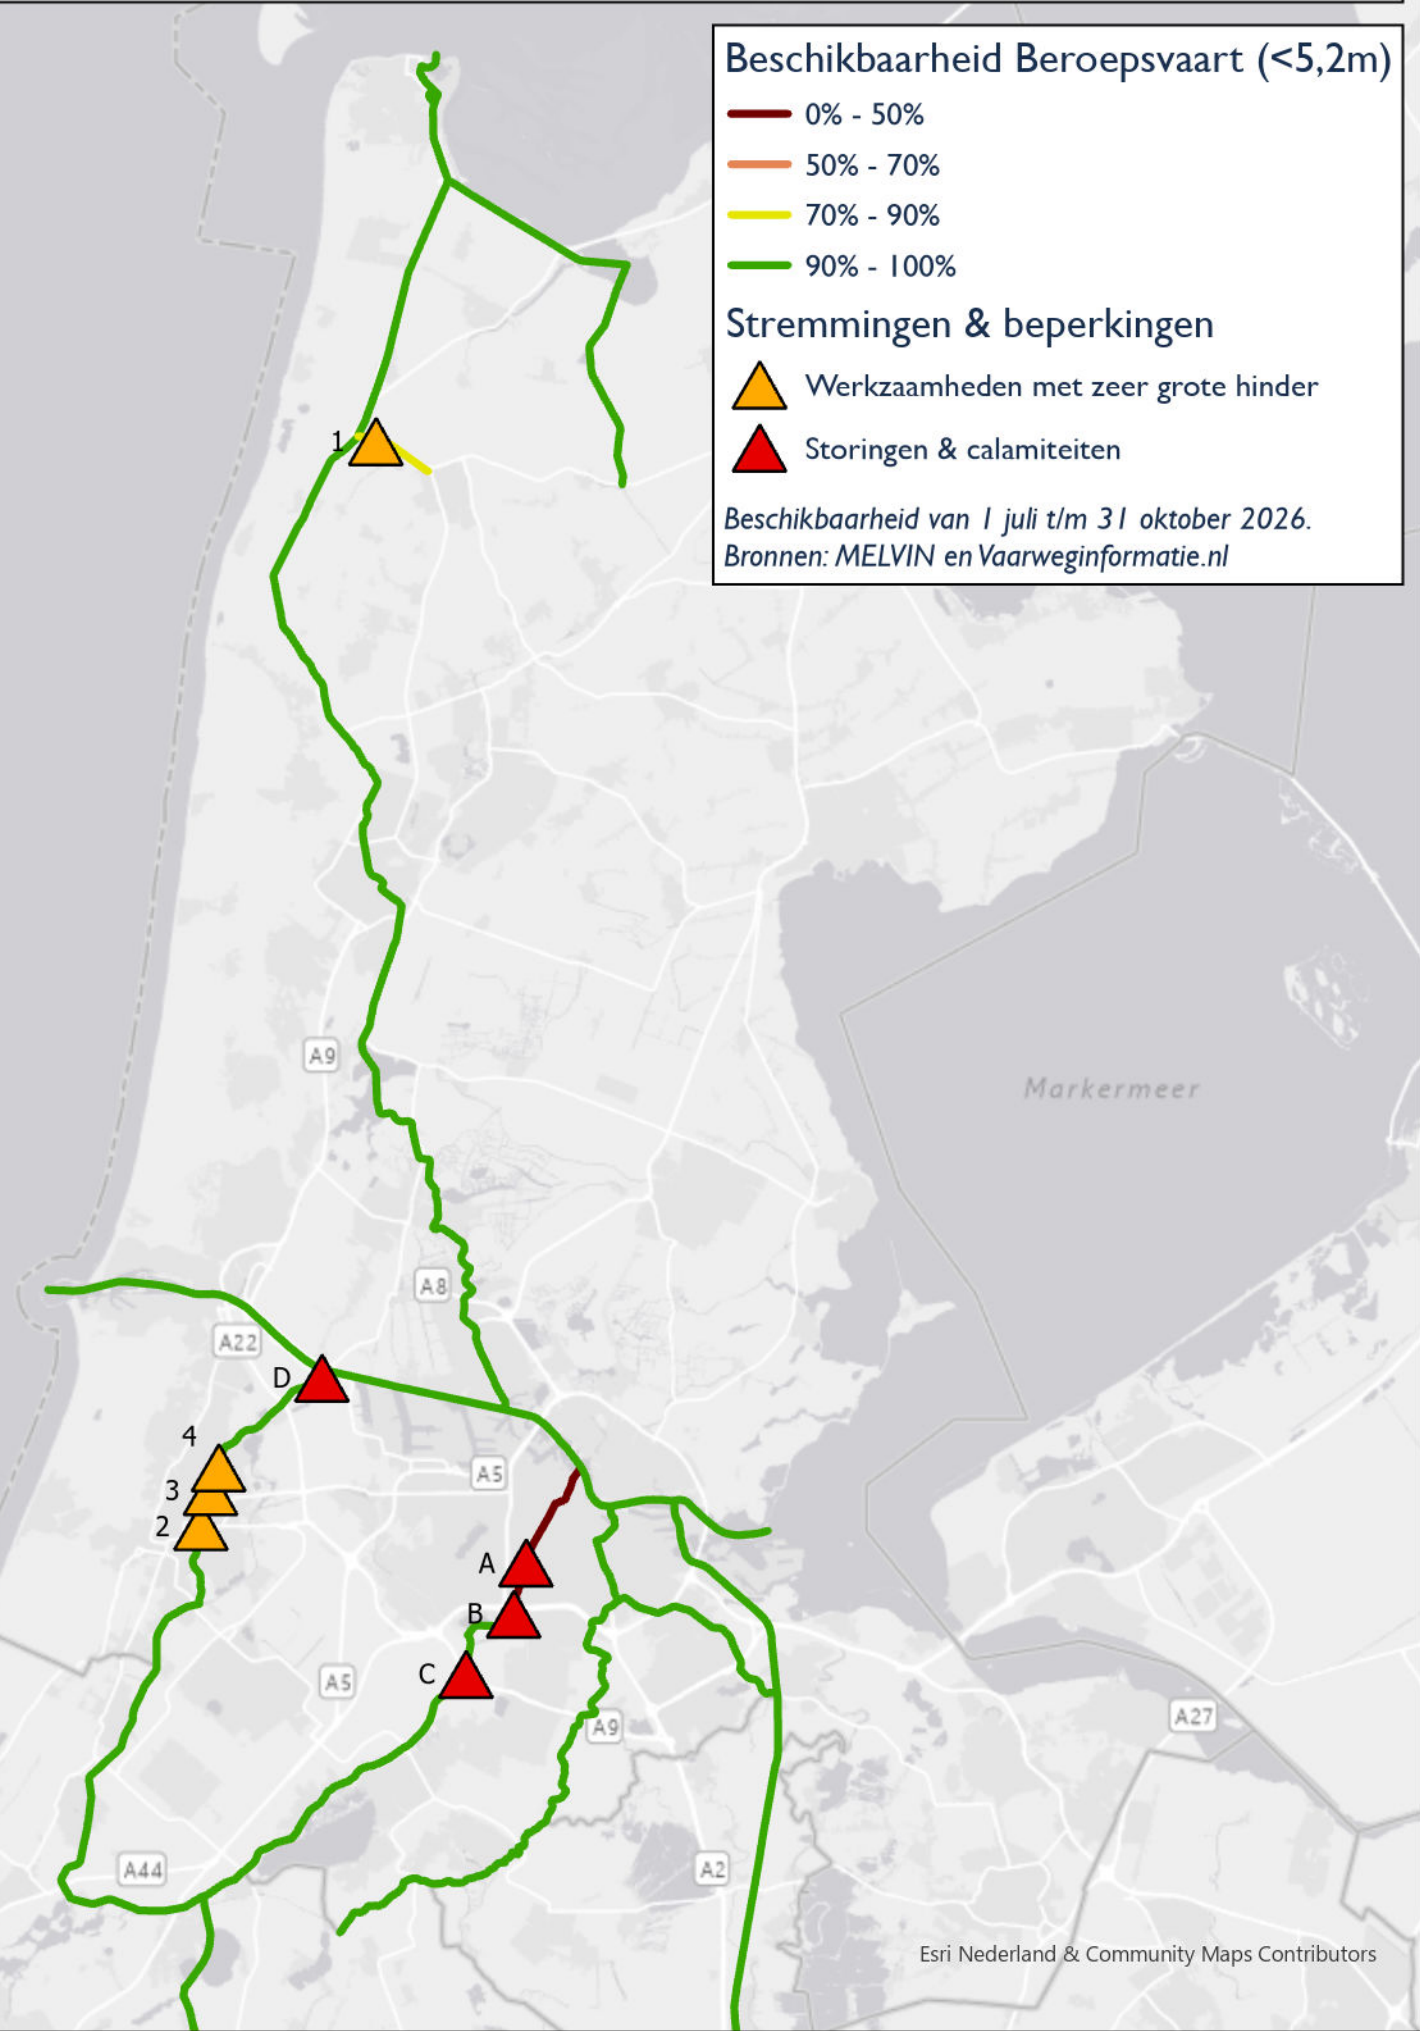 Beschikbaarheid Beroepsvaart (<5,2m)
0% - 50%
50% - 70%
70% - 90%
90% - 100%
Stremmingen & beperkingen
Werkzaamheden met zeer grote hinder
Storingen & calamiteiten
Beschikbaarheid van 1 juli t/m 31 oktober 2026.
Bronnen: MELVIN en Vaarweginformatie.nl
1
A9
Markermeer
A8
A22
D
4
A5
3
2
A
B
C
A5
A9
A27
A44
A2
Esri Nederland & Community Maps Contributors